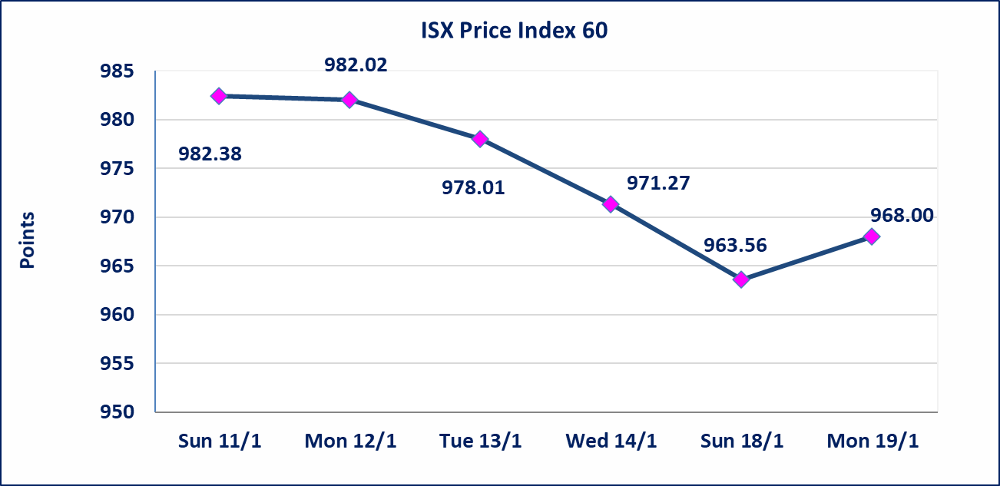 ISX Price Index 60
985
980
975
970
965
960
955
950
Points
982.38
982.02
978.01
971.27
963.56
968.00
Sun 11/1
Mon 12/1
Tue 13/1
Wed 14/1
Sun 18/1
Mon 19/1